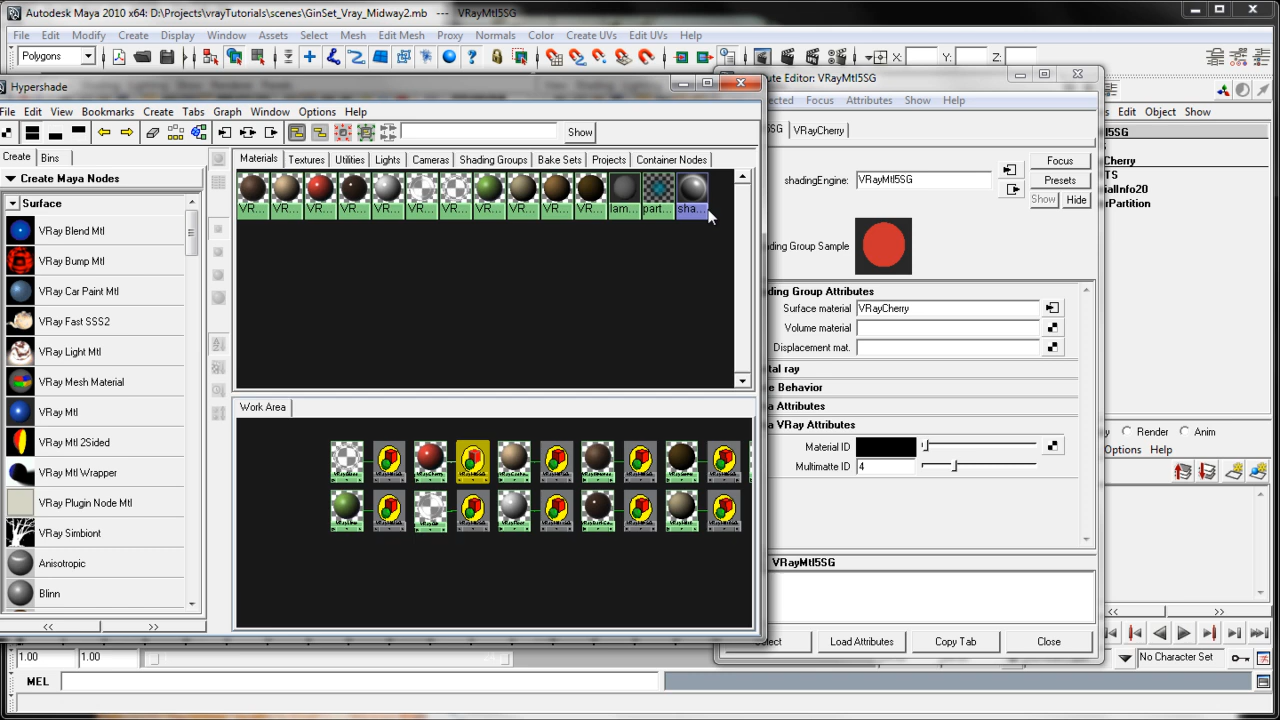 Autodesk Maya 2010 x64: D:\Projects\vrayTutorials\scenes\GinSet_Vray_Midway2.mb --- VRayMtl5SG
File Edit Modify Create Display Window Assets Select Mesh Edit Mesh Proxy Normals Color Create UVs Edit UVs Help
Polygons X: Y: Z:
Hypershade
File Edit View Bookmarks Create Tabs Graph Window Options Help
Show
Create Bins
Create Maya Nodes
Surface
VRay Blend Mtl
VRay Bump Mtl
VRay Car Paint Mtl
VRay Fast SSS2
VRay Light Mtl
VRay Mesh Material
VRay Mtl
VRay Mtl 2Sided
VRay Mtl Wrapper
VRay Plugin Node Mtl
VRay Simbiont
Anisotropic
Blinn
<< >>
Materials Textures Utilities Lights Cameras Shading Groups Bake Sets Projects Container Nodes
VR... VR... VR... VR... VR... VR... VR... VR... VR... VR... VR... lam... part... sha...
Work Area
ute Editor: VRayMtl5SG
ected Focus Attributes Show Help
SG VRayCherry
shadingEngine: VRayMtl5SG
Focus
Presets
Show Hide
ding Group Sample
ding Group Attributes
Surface material VRayCherry
Volume material
Displacement mat.
tal ray
e Behavior
a Attributes
a VRay Attributes
Material ID
Multimatte ID 4
VRayMtl5SG
Select Load Attributes Copy Tab Close
Edit Object Show
l5SG
herry
TS
ialInfo20
rPartition
y Render Anim
Options Help
<< >>
1.00 1.00
No Character Set
MEL